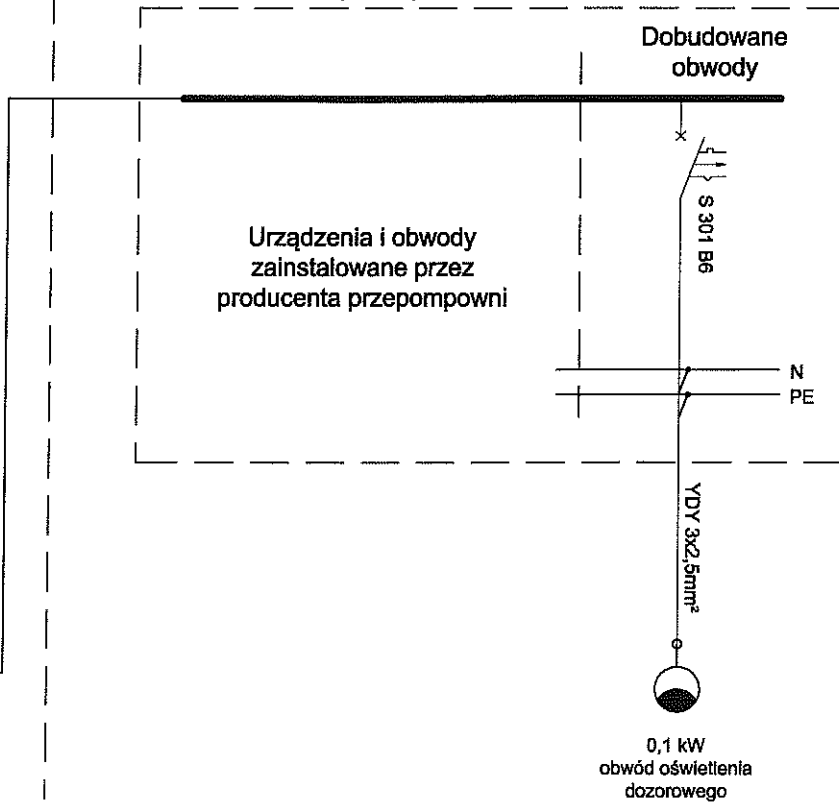 Dobudowane
obwody
S 301 B6
Urządzenia i obwody
zainstalowane przez
producenta przepompowni
N
PE
YDY 3x2,5mm²
0,1 kW
obwód oświetlenia
dozorowego